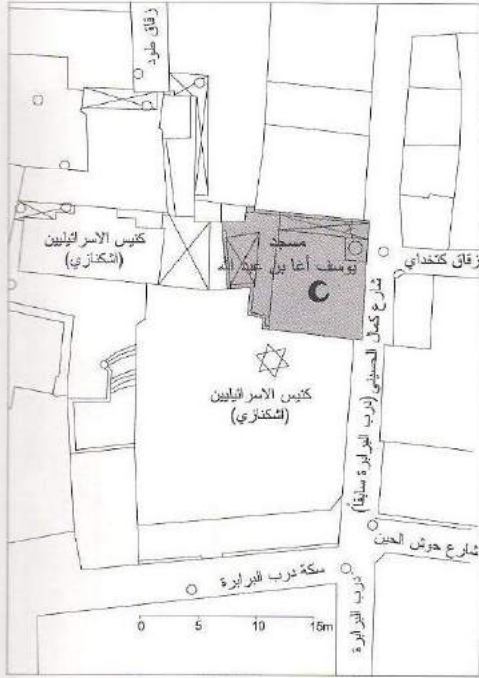 زقاق طود
كنيس الاسرائيليين
(اشكنازي)
مسجد
يوسف أغا بن عبد الله
زقاق كتخداي
شارع كمال الحسيني (درب البرابرة سابقاً)
كنيس الاسرائيليين
(اشكنازي)
شارع حوش الحين
سكة درب البرابرة
درب البرابرة
0 5 10 15m